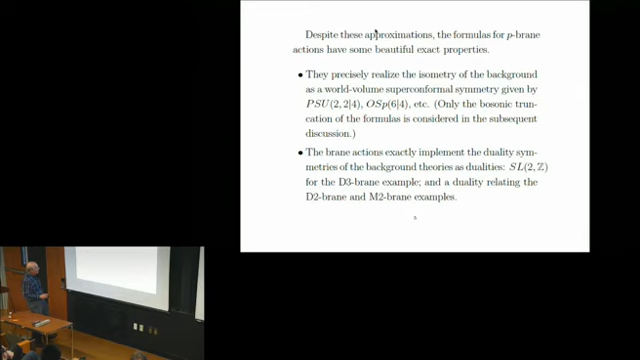 Despite these approximations, the formulas for p-brane
actions have some beautiful exact properties.
• They precisely realize the isometry of the background
as a world-volume superconformal symmetry given by
PSU(2, 2|4), OSp(6|4), etc. (Only the bosonic trun-
cation of the formulas is considered in the subsequent
discussion.)
• The brane actions exactly implement the duality sym-
metries of the background theories as dualities: SL(2, ℤ)
for the D3-brane example; and a duality relating the
D2-brane and M2-brane examples.